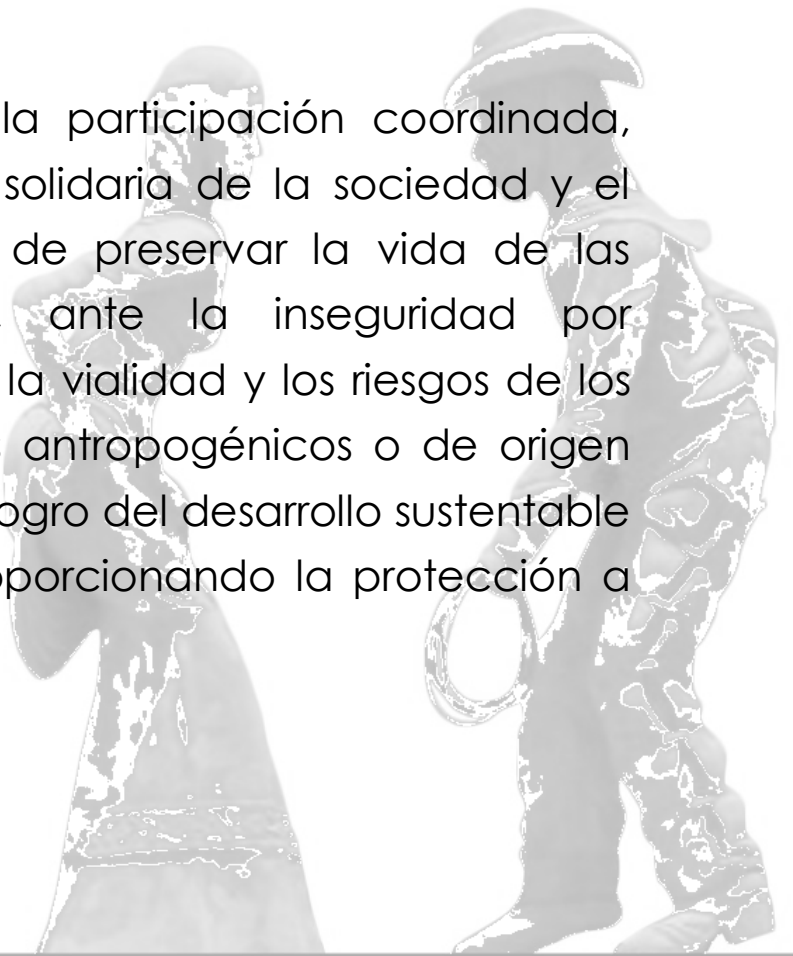 la participación coordinada,
solidaria de la sociedad y el
de preservar la vida de las
ante la inseguridad por
la vialidad y los riesgos de los
antropogénicos o de origen
ogro del desarrollo sustentable
porcionando la protección a